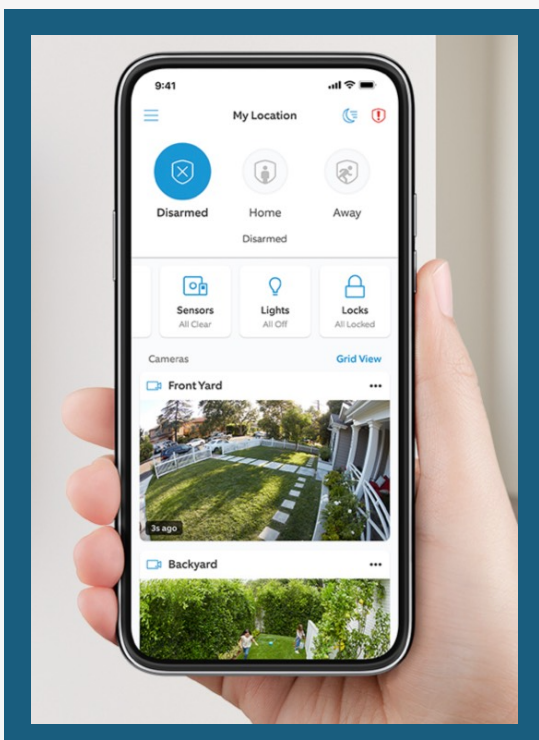 9:41
My Location
Disarmed Home Away
Disarmed
Sensors Lights Locks
All Clear All Off All Locked
Cameras Grid View
Front Yard
3s ago
Backyard